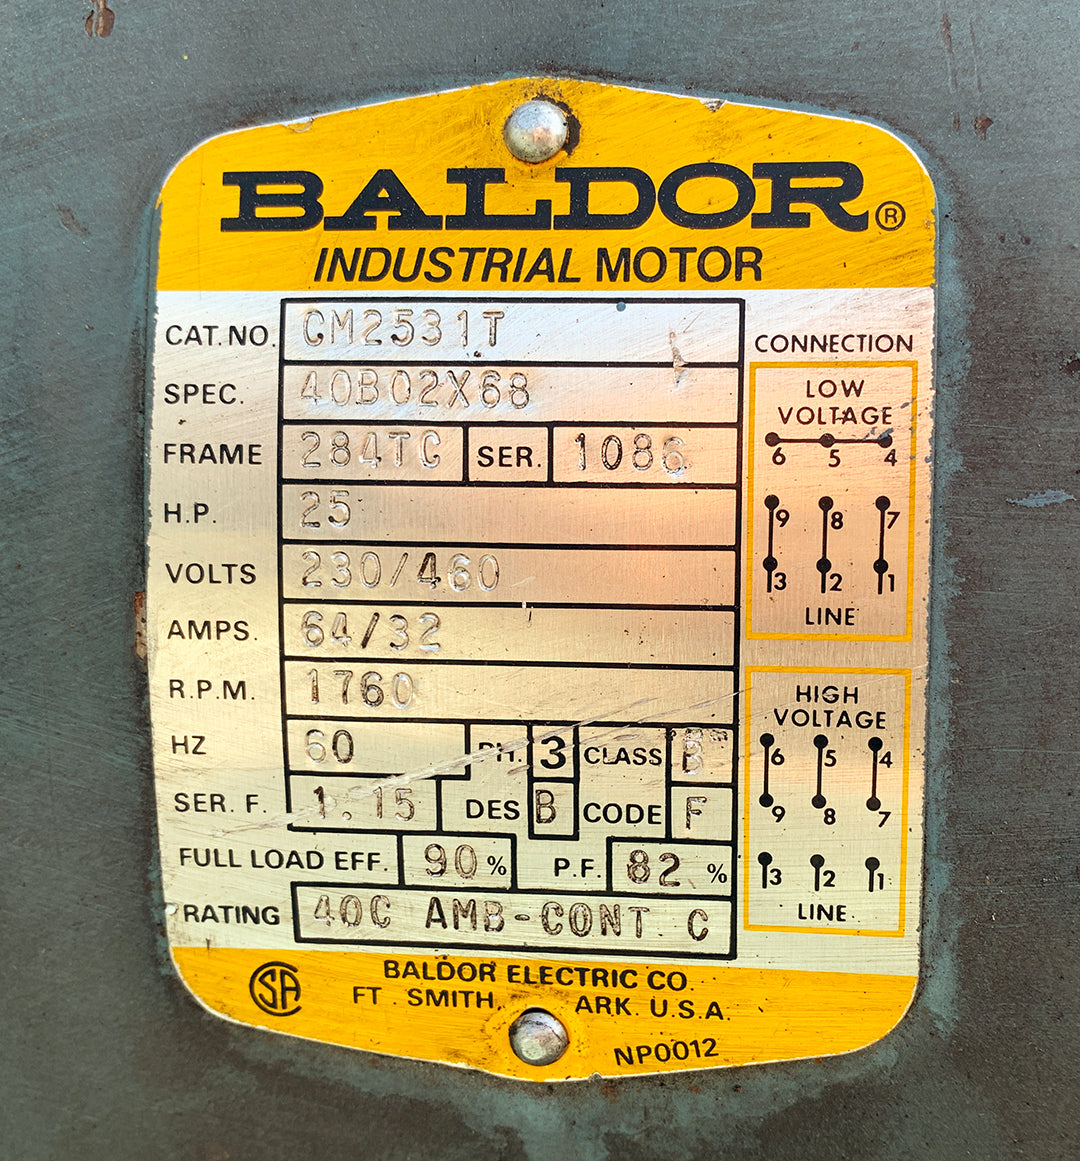 BALDOR®
INDUSTRIAL MOTOR
CAT. NO. CM2531T
SPEC. 40B02X68
FRAME 284TC SER. 1086
H.P. 25
VOLTS 230/460
AMPS. 64/32
R.P.M. 1760
HZ 60 PH. 3 CLASS
SER. F. 1.15 DES B CODE F
FULL LOAD EFF. 90 % P.F. 82 %
RATING 40C AMB-CONT C
CONNECTION
LOW
VOLTAGE
6 5 4
9 8 7
3 2 1
LINE
HIGH
VOLTAGE
6 5 4
9 8 7
3 2 1
LINE
SA
BALDOR ELECTRIC CO.
FT. SMITH, ARK. U.S.A.
NP0012